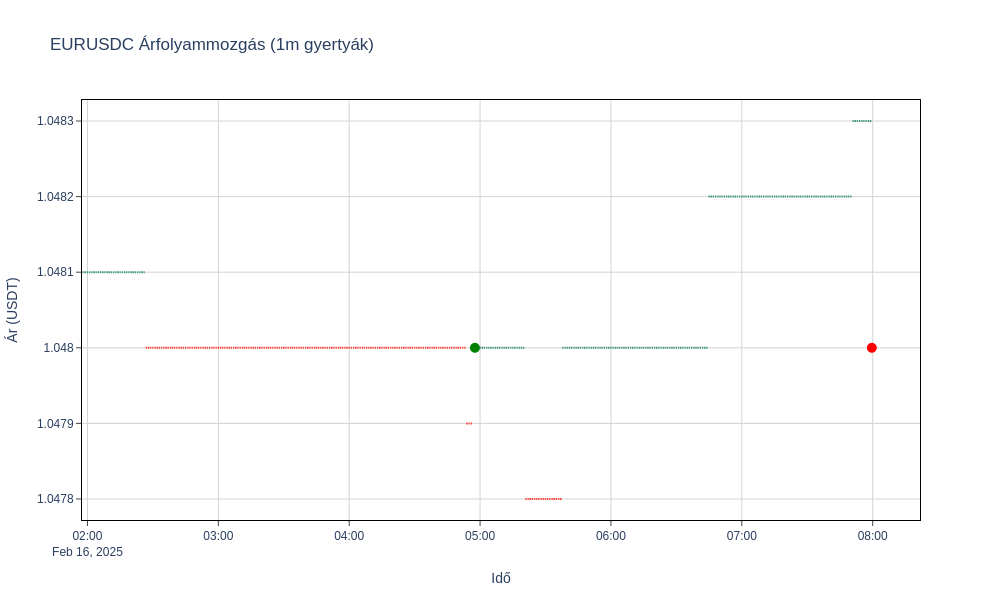 EURUSDC Árfolyammozgás (1m gyertyák)
Ár (USDT)
1.0483
1.0482
1.0481
1.048
1.0479
1.0478
02:00 03:00 04:00 05:00 06:00 07:00 08:00
Feb 16, 2025
Idő